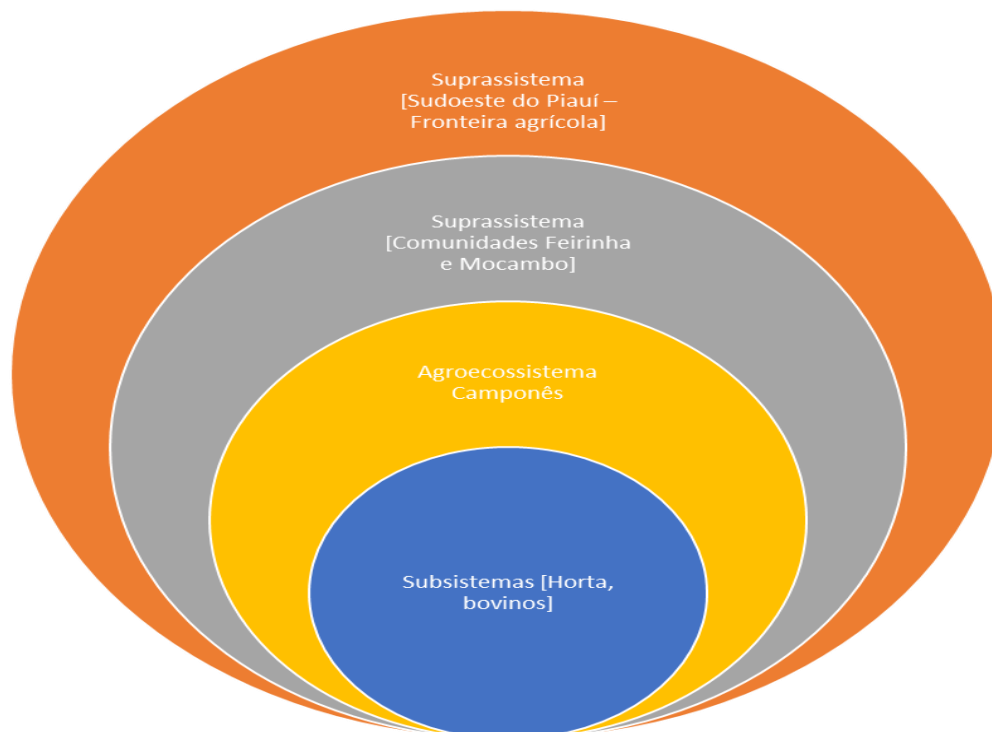 Suprassistema
[Sudoeste do Piauí –
Fronteira agrícola]
Suprassistema
[Comunidades Feirinha
e Mocambo]
Agroecossistema
Camponês
Subsistemas [Horta,
bovinos]